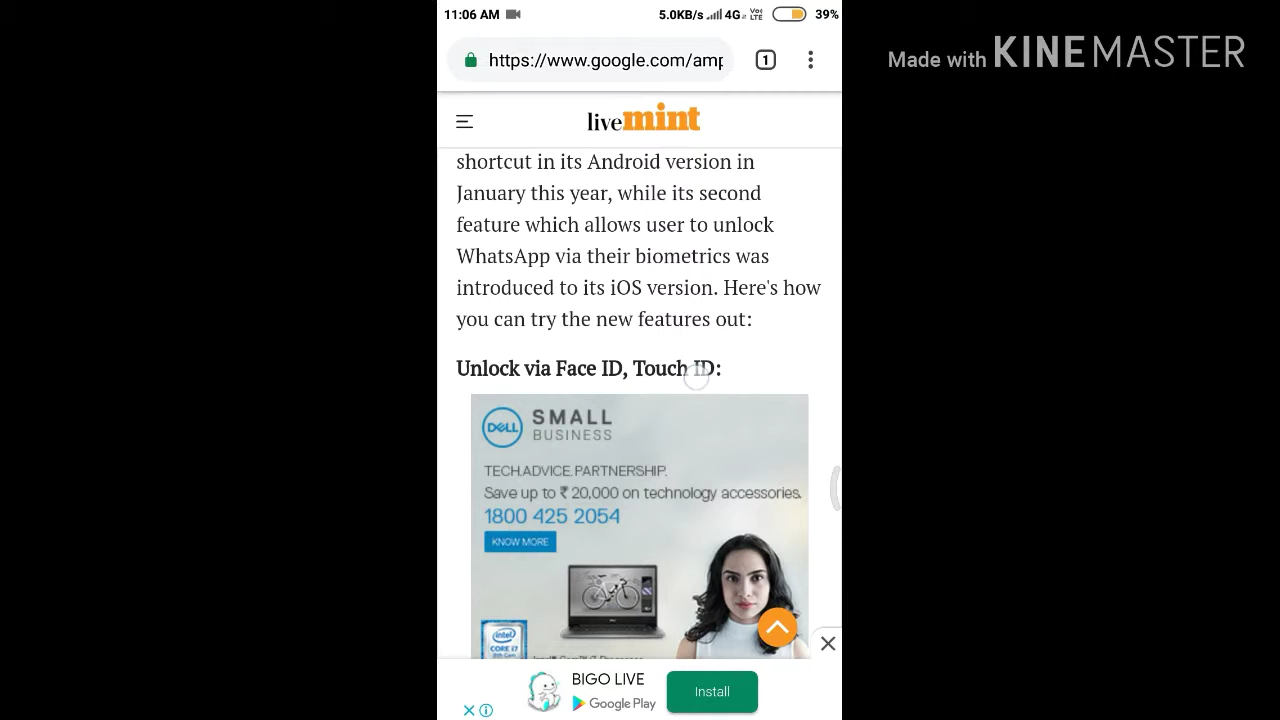 11:06 AM
5.0KB/s 4G Vo LTE 39%
Made with KINEMASTER
https://www.google.com/amp
1
livemint
shortcut in its Android version in
January this year, while its second
feature which allows user to unlock
WhatsApp via their biometrics was
introduced to its iOS version. Here's how
you can try the new features out:
Unlock via Face ID, Touch ID:
DELL
SMALL
BUSINESS
TECH.ADVICE.PARTNERSHIP.
Save up to ₹ 20,000 on technology accessories.
1800 425 2054
KNOW MORE
intel
CORE i7
BIGO LIVE
Google Play
Install